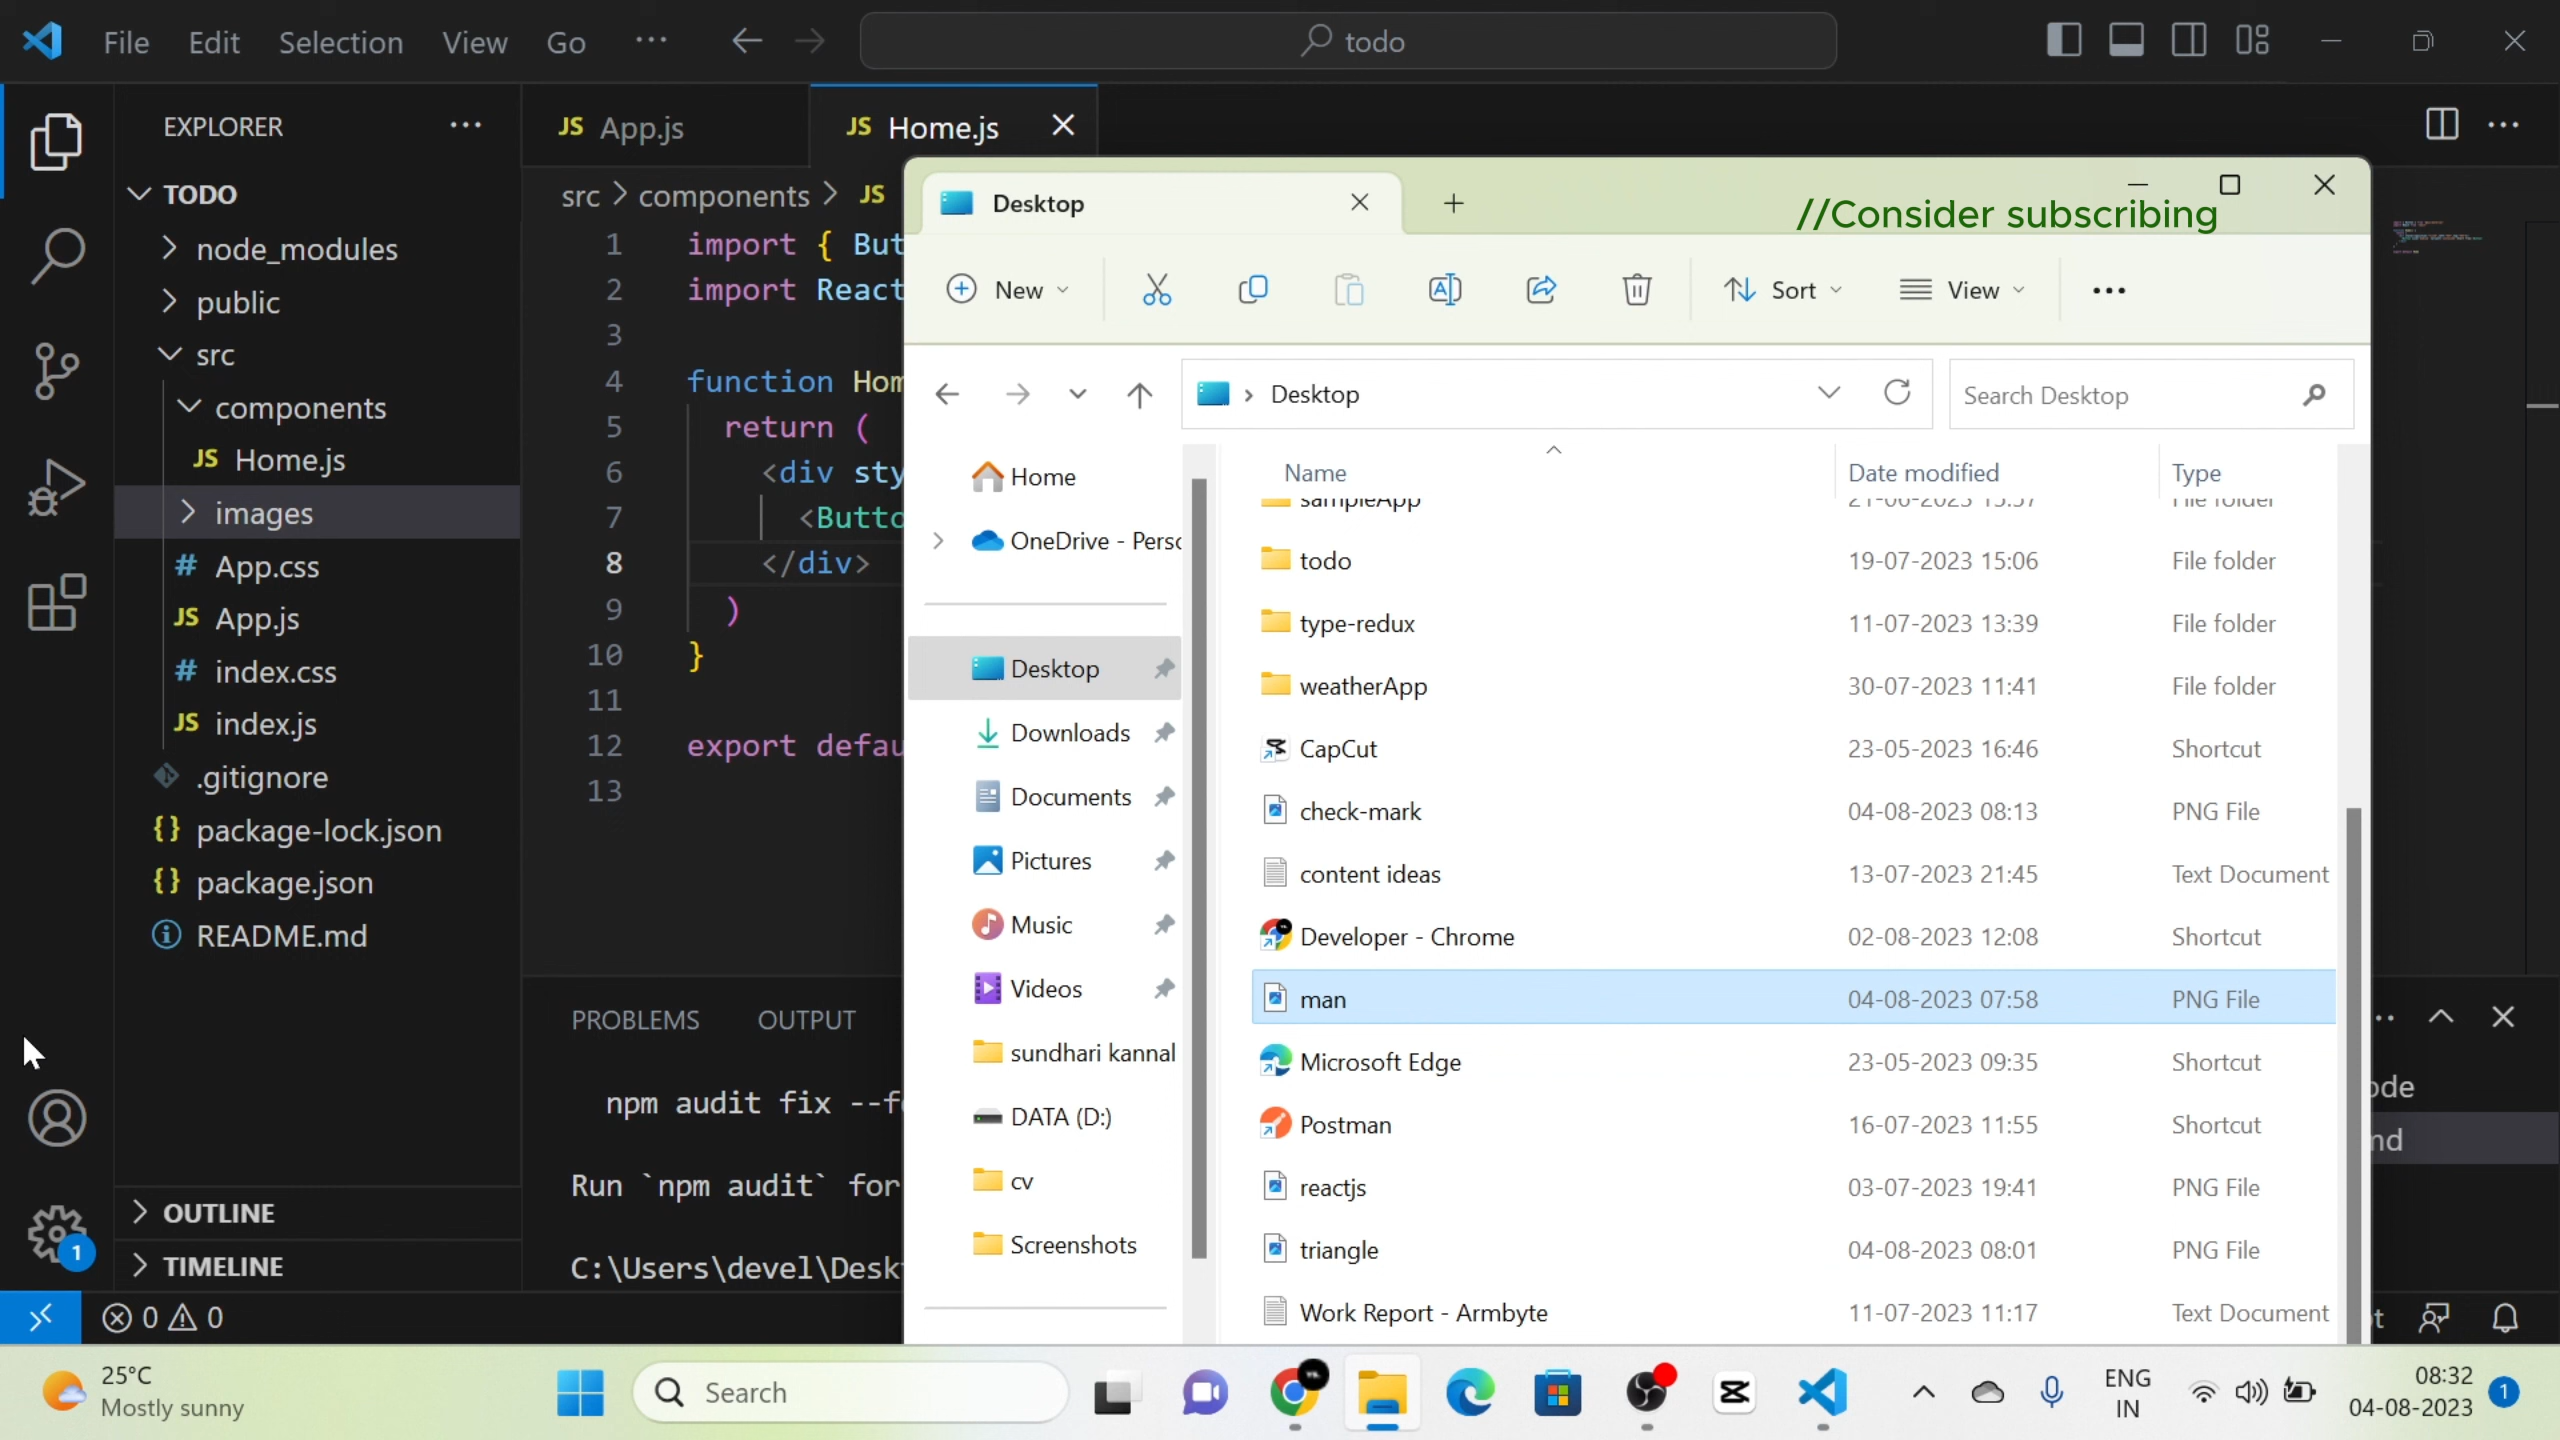 File Edit Selection View Go ··· todo
EXPLORER ···
JS App.js
JS Home.js
TODO
node_modules
public
src
components
JS Home.js
images
# App.css
JS App.js
# index.css
JS index.js
.gitignore
{} package-lock.json
{} package.json
README.md
OUTLINE
TIMELINE
src > components > JS
1 import { But
2 import React
3
4 function Hom
5 return (
6 <div sty
7 <Butto
8 </div>
9 )
10 }
11
12 export defau
13
PROBLEMS OUTPUT
npm audit fix --fo
Run `npm audit` for
C:\Users\devel\Desk
0 0
Desktop
//Consider subscribing
New
Sort
View
Desktop
Search Desktop
Home
OneDrive - Perso
Desktop
Downloads
Documents
Pictures
Music
Videos
sundhari kannal
DATA (D:)
cv
Screenshots
Name Date modified Type
sampleApp 21-06-2023 15:57 File folder
todo 19-07-2023 15:06 File folder
type-redux 11-07-2023 13:39 File folder
weatherApp 30-07-2023 11:41 File folder
CapCut 23-05-2023 16:46 Shortcut
check-mark 04-08-2023 08:13 PNG File
content ideas 13-07-2023 21:45 Text Document
Developer - Chrome 02-08-2023 12:08 Shortcut
man 04-08-2023 07:58 PNG File
Microsoft Edge 23-05-2023 09:35 Shortcut
Postman 16-07-2023 11:55 Shortcut
reactjs 03-07-2023 19:41 PNG File
triangle 04-08-2023 08:01 PNG File
Work Report - Armbyte 11-07-2023 11:17 Text Document
1
25°C
Mostly sunny
Search
ENG
IN
08:32
04-08-2023
1